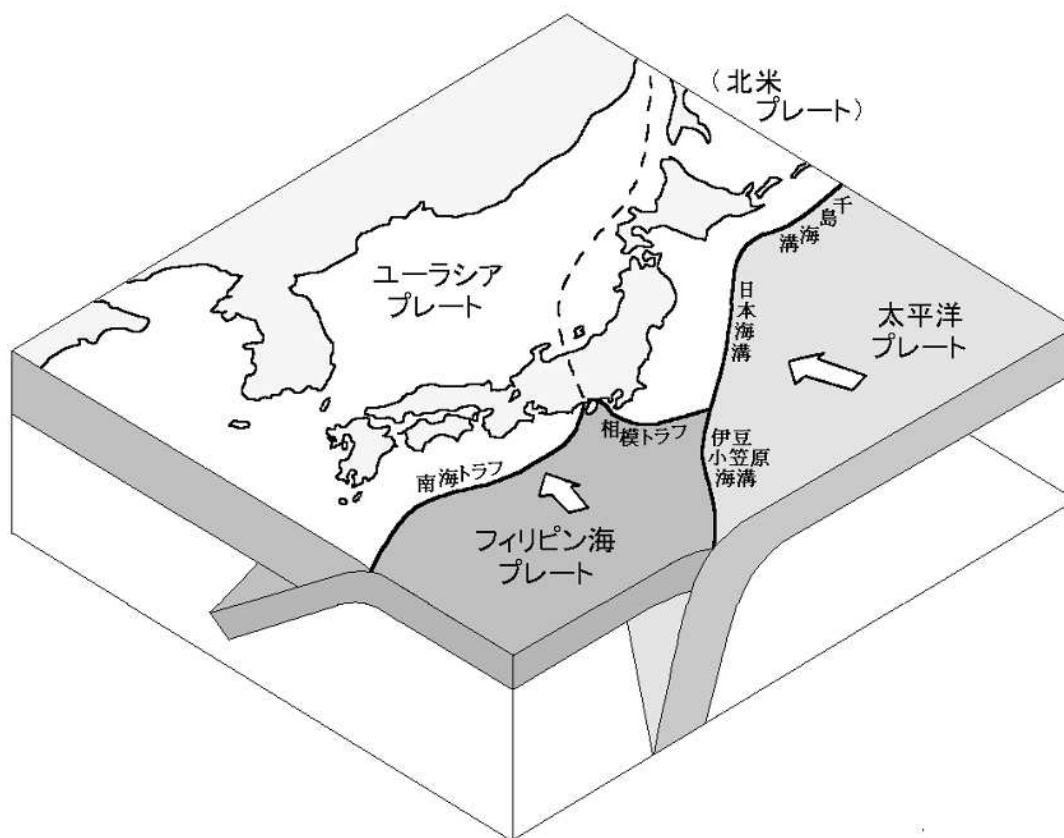 (北米
プレート)
千島海溝
ユーラシア
プレート
日本海溝
太平洋
プレート
相模トラフ
伊豆
小笠原
海溝
南海トラフ
フィリピン海
プレート